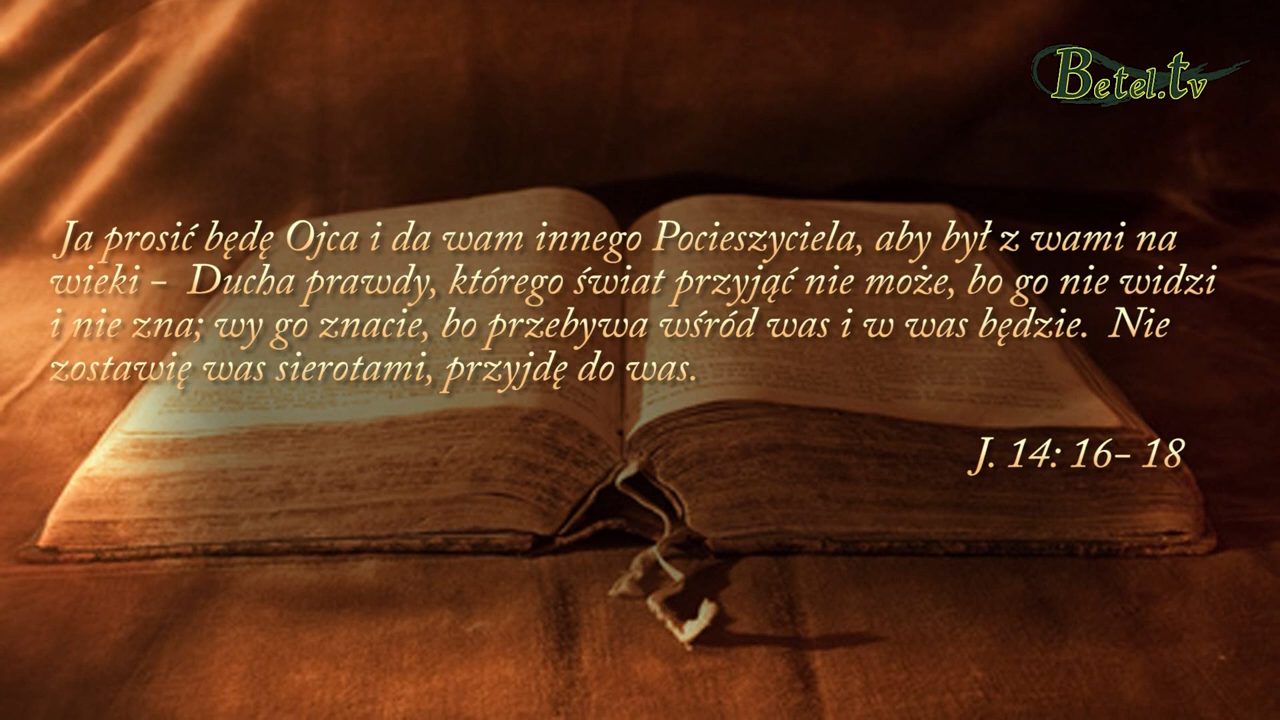 Betel.tv
Ja prosić będę Ojca i da wam innego Pocieszyciela, aby był z wami na
wieki – Ducha prawdy, którego świat przyjąć nie może, bo go nie widzi
i nie zna; wy go znacie, bo przebywa wśród was i w was będzie. Nie
zostawię was sierotami, przyjdę do was.
J. 14: 16– 18